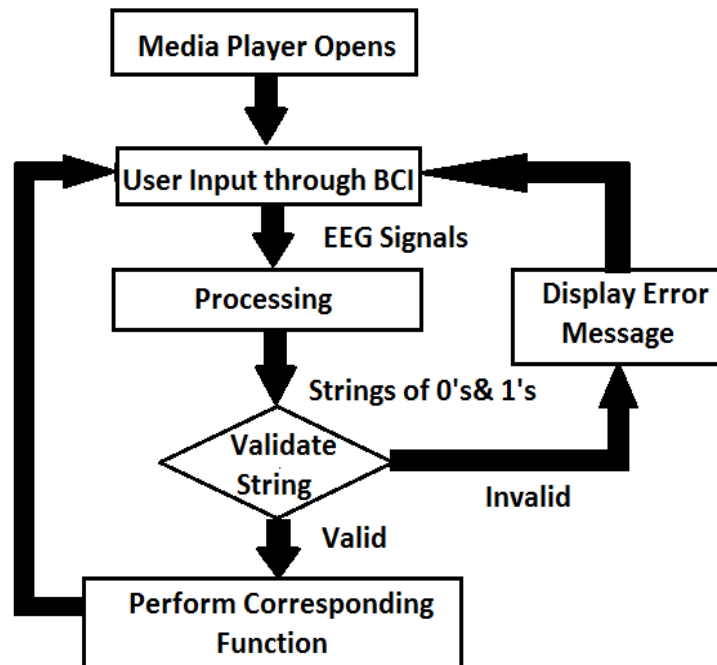 Media Player Opens
User Input through BCI
EEG Signals
Processing
Display Error
Message
Strings of 0's& 1's
Validate
String
Invalid
Valid
Perform Corresponding
Function